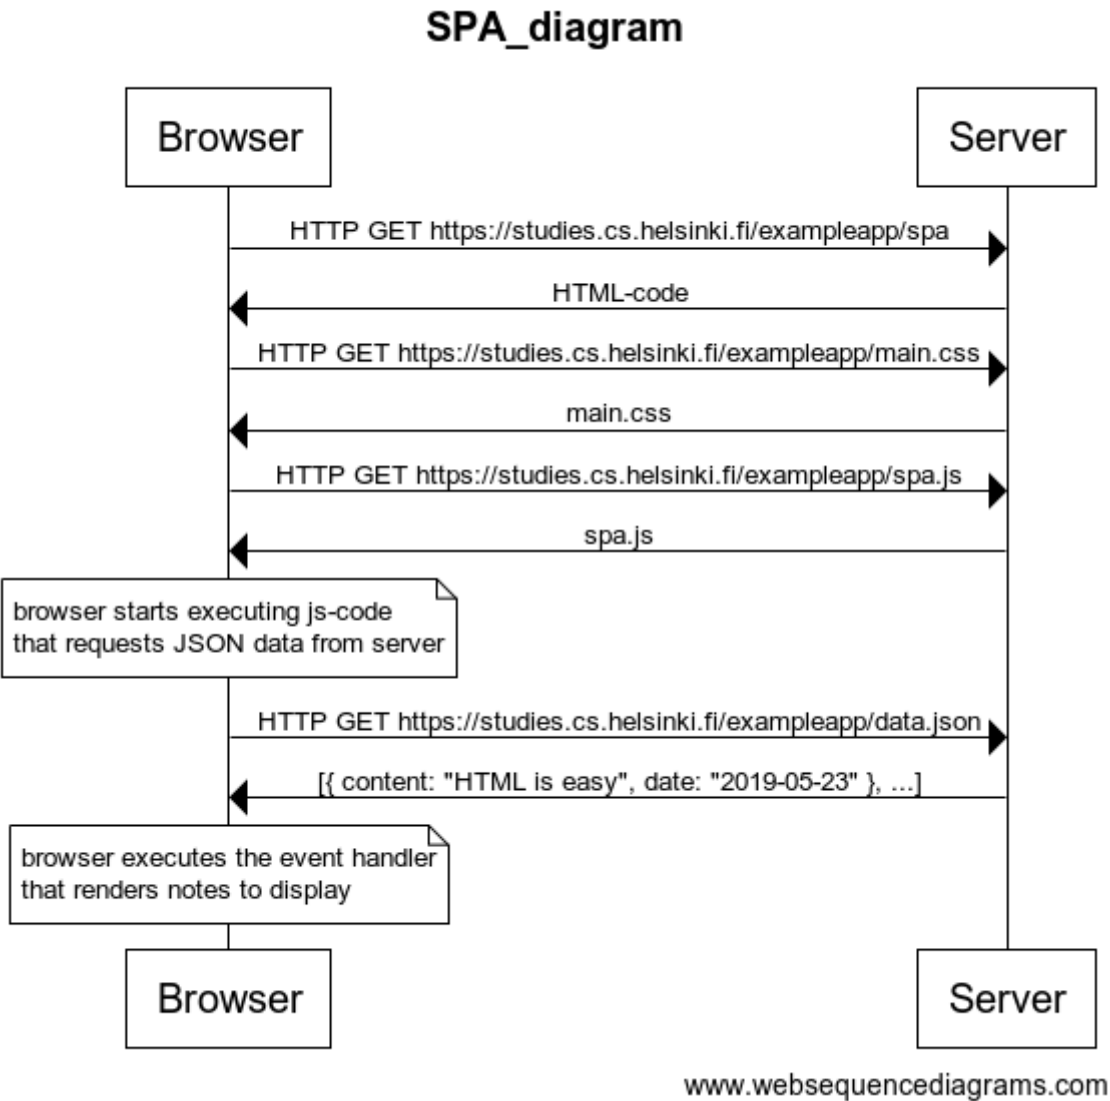 SPA_diagram
Browser
Server
HTTP GET https://studies.cs.helsinki.fi/exampleapp/spa
HTML-code
HTTP GET https://studies.cs.helsinki.fi/exampleapp/main.css
main.css
HTTP GET https://studies.cs.helsinki.fi/exampleapp/spa.js
spa.js
browser starts executing js-code
that requests JSON data from server
HTTP GET https://studies.cs.helsinki.fi/exampleapp/data.json
[{ content: "HTML is easy", date: "2019-05-23" }, ...]
browser executes the event handler
that renders notes to display
Browser
Server
www.websequencediagrams.com